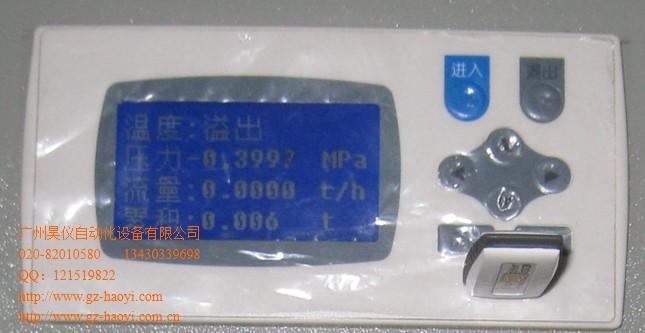 进入 退出
温度:溢出
压力-0.3992 MPa
流量:0.0000 t/h
累积:0.006 t
广州昊仪自动化设备有限公司
020-82010580 13430339698
QQ: 121519822
http://www.gz-haoyi.com
http://www.gz-haoyi.com.cn